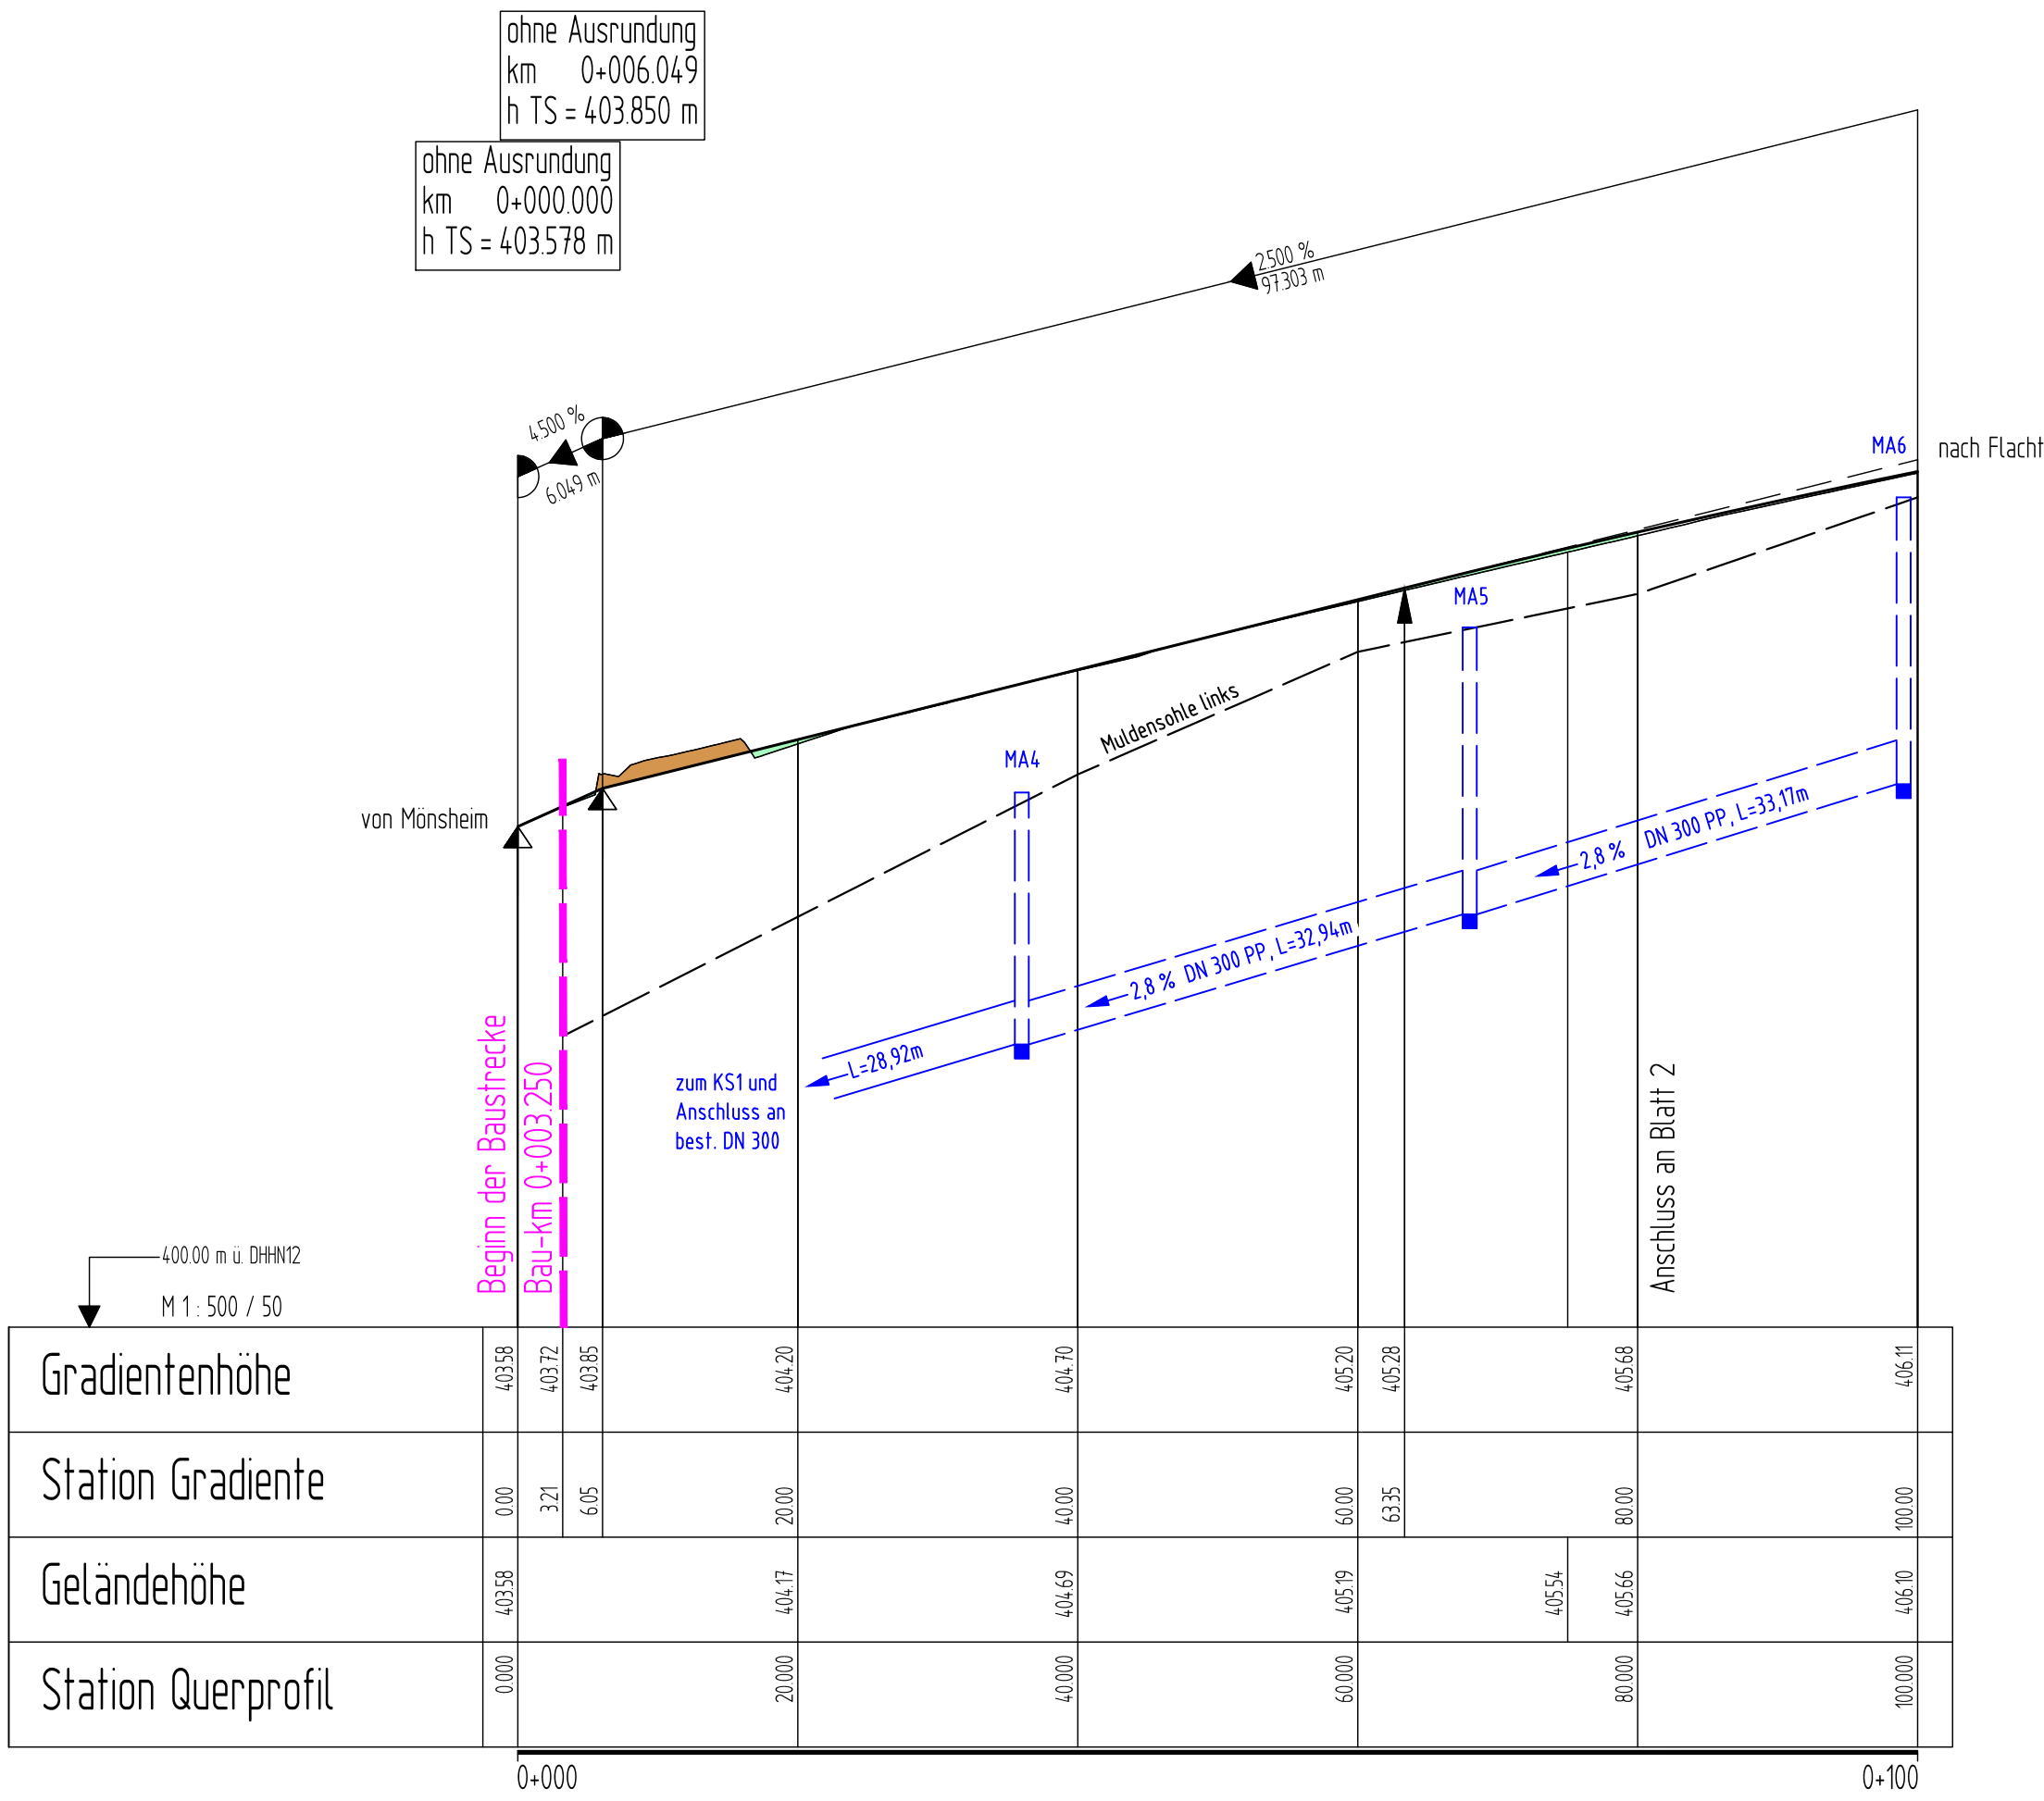 ohne Ausrundung
km 0+006.049
h TS = 403.850 m
ohne Ausrundung
km 0+000.000
h TS = 403.578 m
2.500 %
97.303 m
4.500 %
6.049 m
MA6
nach Flacht
MA5
Muldensohle links
MA4
von Mönsheim
2,8 % DN 300 PP, L=33,17m
2,8 % DN 300 PP, L=32,94m
L=28,92m
zum KS1 und
Anschluss an
best. DN 300
Beginn der Baustrecke
Bau-km 0+003.250
Anschluss an Blatt 2
400.00 m ü. DHHN12
M 1 : 500 / 50
Gradientenhöhe 403.58 403.72 403.85 404.20 404.70 405.20 405.28 405.68 406.11
Station Gradiente 0.00 3.21 6.05 20.00 40.00 60.00 63.35 80.00 100.00
Geländehöhe 403.58 404.17 404.69 405.19 405.54 405.66 406.10
Station Querprofil 0.000 20.000 40.000 60.000 80.000 100.000
0+000 0+100